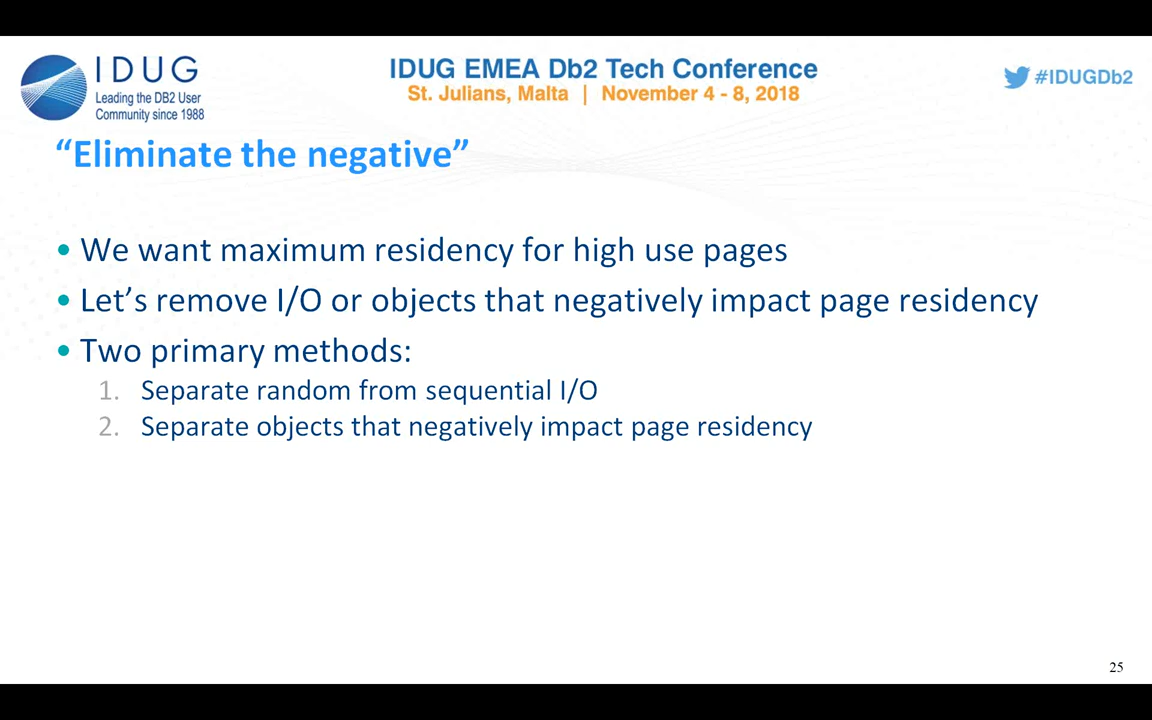 IDUG
Leading the DB2 User
Community since 1988
IDUG EMEA Db2 Tech Conference
St. Julians, Malta | November 4 - 8, 2018
#IDUGDb2
“Eliminate the negative”
• We want maximum residency for high use pages
• Let’s remove I/O or objects that negatively impact page residency
• Two primary methods:
1. Separate random from sequential I/O
2. Separate objects that negatively impact page residency
25